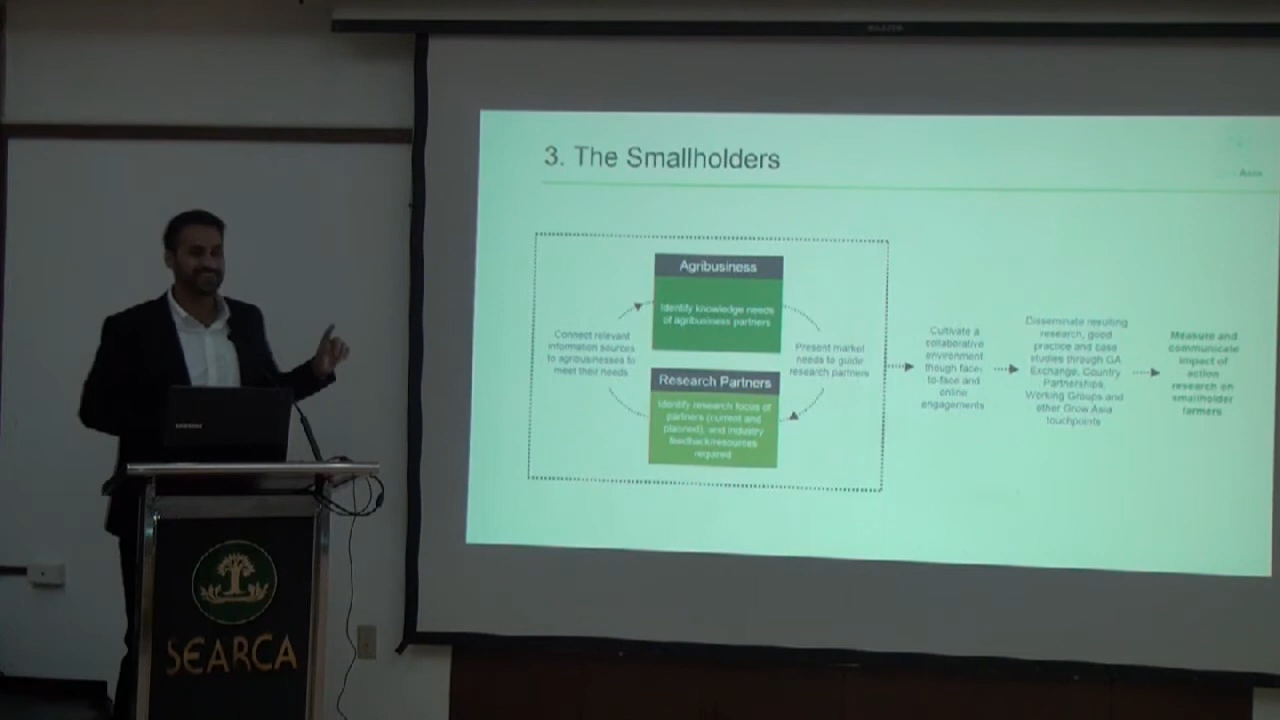 3. The Smallholders
Asia
Agribusiness
Identify knowledge needs
of agribusiness partners
Connect relevant
information sources
to agribusinesses to
meet their needs
Present market
needs to guide
research partners
Research Partners
Identify research focus of
partners (current and
planned), and industry
feedback/resources
required
Cultivate a
collaborative
environment
though face-
to-face and
online
engagements
Disseminate resulting
research, good
practice and case
studies through GA
Exchange, Country
Partnerships,
Working Groups and
other Grow Asia
touchpoints
Measure and
communicate
impact of
action
research on
smallholder
farmers
SAMSUNG
SEARCA